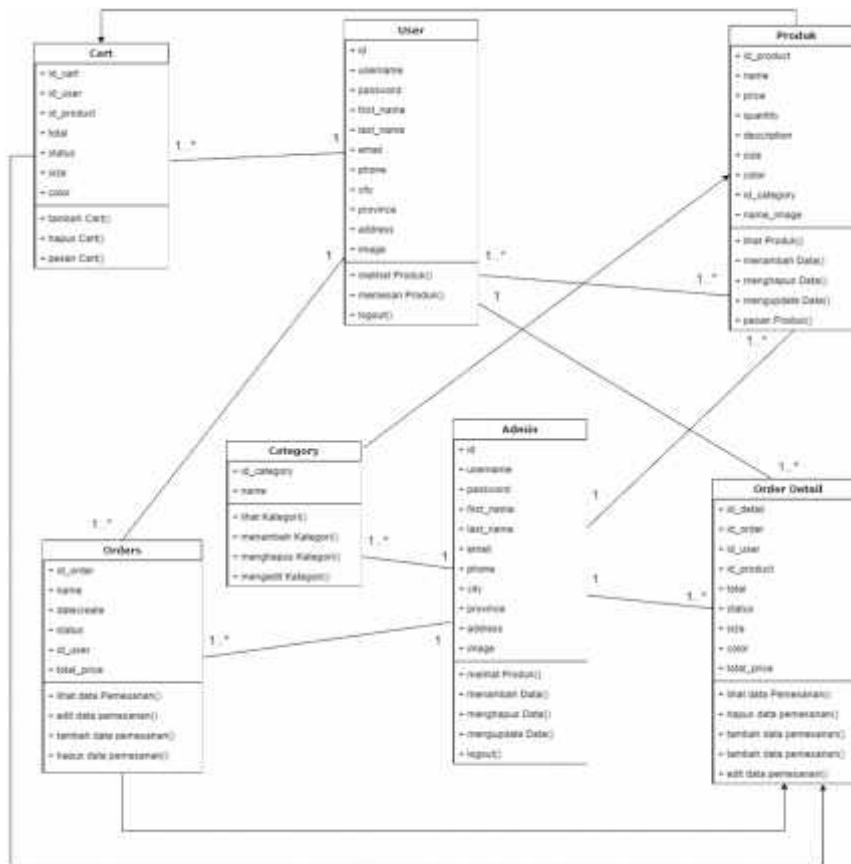 Cart
+ id_cart
+ id_user
+ id_product
+ total
+ status
+ size
+ color
+ tambah Cart()
+ hapus Cart()
+ pesan Cart()
1..*
1
User
+ id
+ username
+ password
+ first_name
+ last_name
+ email
+ phone
+ city
+ province
+ address
+ image
+ melihat Produk()
+ memesan Produk()
+ logout()
1
1..*
1
1..*
Produk
+ id_product
+ name
+ price
+ quantity
+ description
+ size
+ color
+ id_category
+ name_image
+ lihat Produk()
+ menambah Data()
+ menghapus Data()
+ mengupdate Data()
+ pesan Produk()
1..*
Category
+ id_category
+ name
+ lihat Kategori()
+ menambah Kategori()
+ menghapus Kategori()
+ mengedit Kategori()
1..*
1
Admin
+ id
+ username
+ password
+ first_name
+ last_name
+ email
+ phone
+ city
+ province
+ address
+ image
+ melihat Produk()
+ menambah Data()
+ menghapus Data()
+ mengupdate Data()
+ logout()
1
1
1..*
1..*
Order Detail
+ id_detail
+ id_order
+ id_user
+ id_product
+ total
+ status
+ size
+ color
+ total_price
+ lihat data Pemesanan()
+ hapus data pemesanan()
+ tambah data pemesanan()
+ tambah data pemesanan()
+ edit data pemesanan()
1..*
Orders
+ id_order
+ name
+ datecreate
+ status
+ id_user
+ total_price
+ lihat data Pemesanan()
+ edit data pemesanan()
+ tambah data pemesanan()
+ hapus data pemesanan()
1..*
1